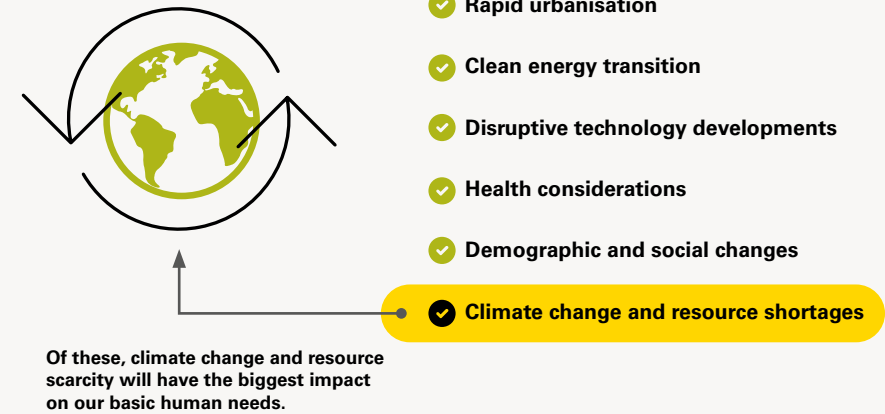 Rapid urbanisation
Clean energy transition
Disruptive technology developments
Health considerations
Demographic and social changes
Climate change and resource shortages
Of these, climate change and resource
scarcity will have the biggest impact
on our basic human needs.